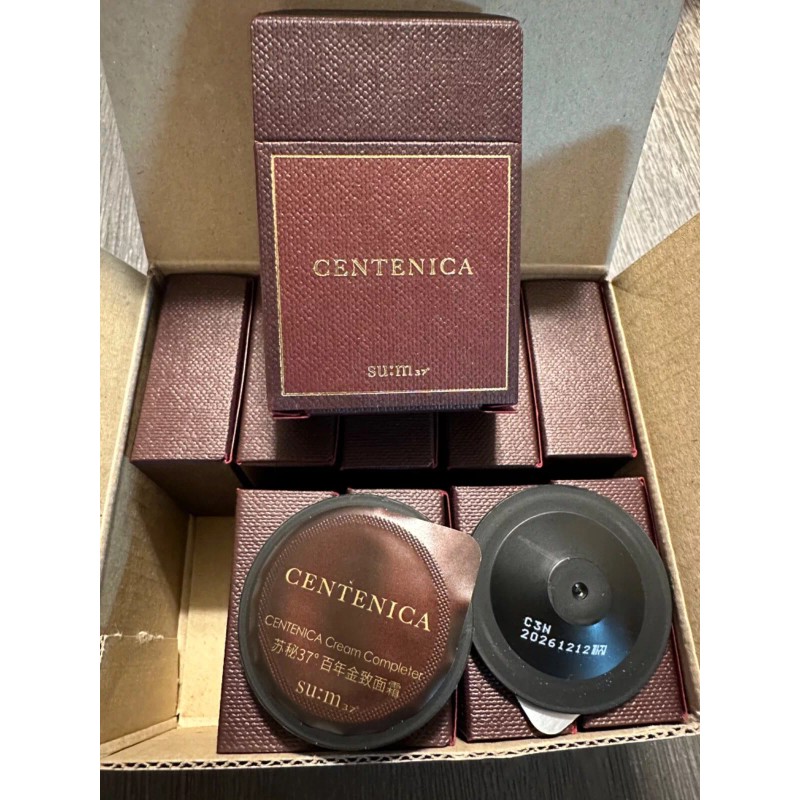 CENTENICA
su:m37°
CENTENICA
CENTENICA Cream Completer
苏秘37°百年金致面霜
su:m37°
C3N
20261212